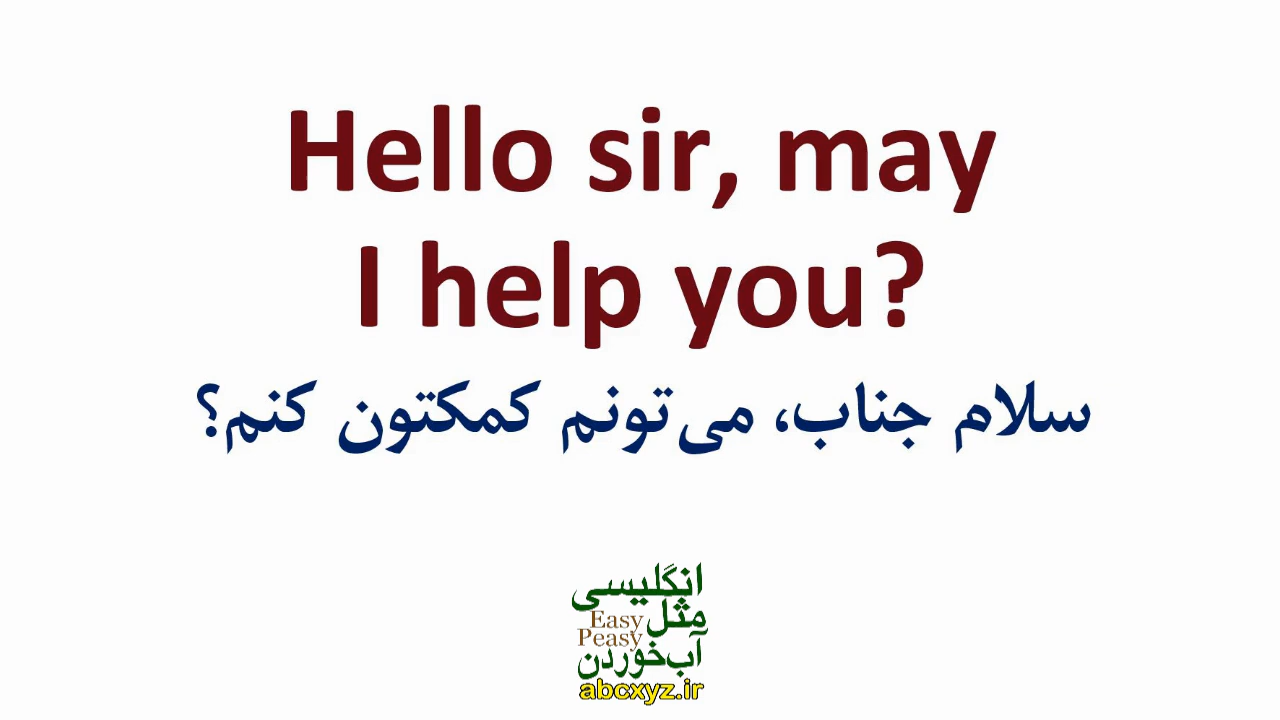 Hello sir, may
I help you?
سلام جناب، می‌تونم کمکتون کنم؟
انگلیسی
مثل
Easy
Peasy
آب‌خوردن
abcxyz.ir